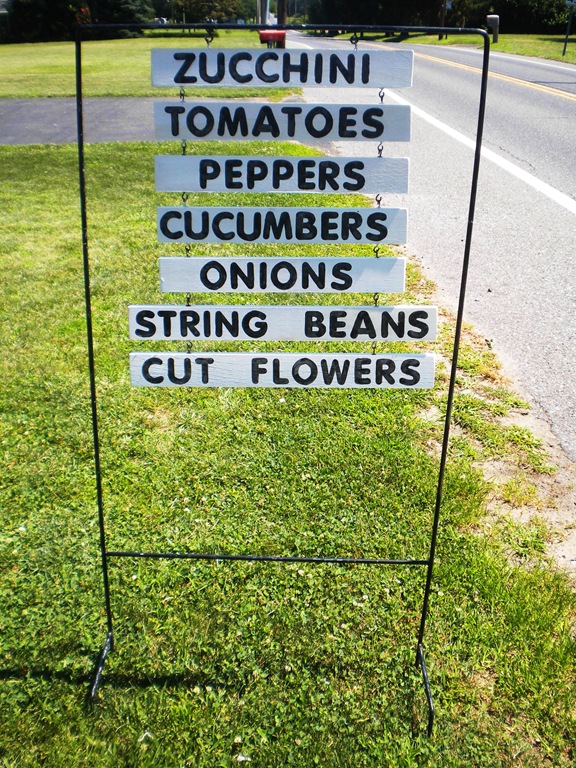 ZUCCHINI
TOMATOES
PEPPERS
CUCUMBERS
ONIONS
STRING BEANS
CUT FLOWERS